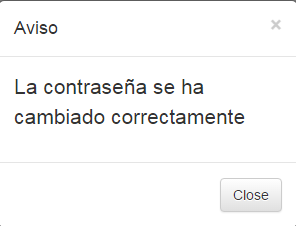 Aviso ×
La contraseña se ha
cambiado correctamente
Close